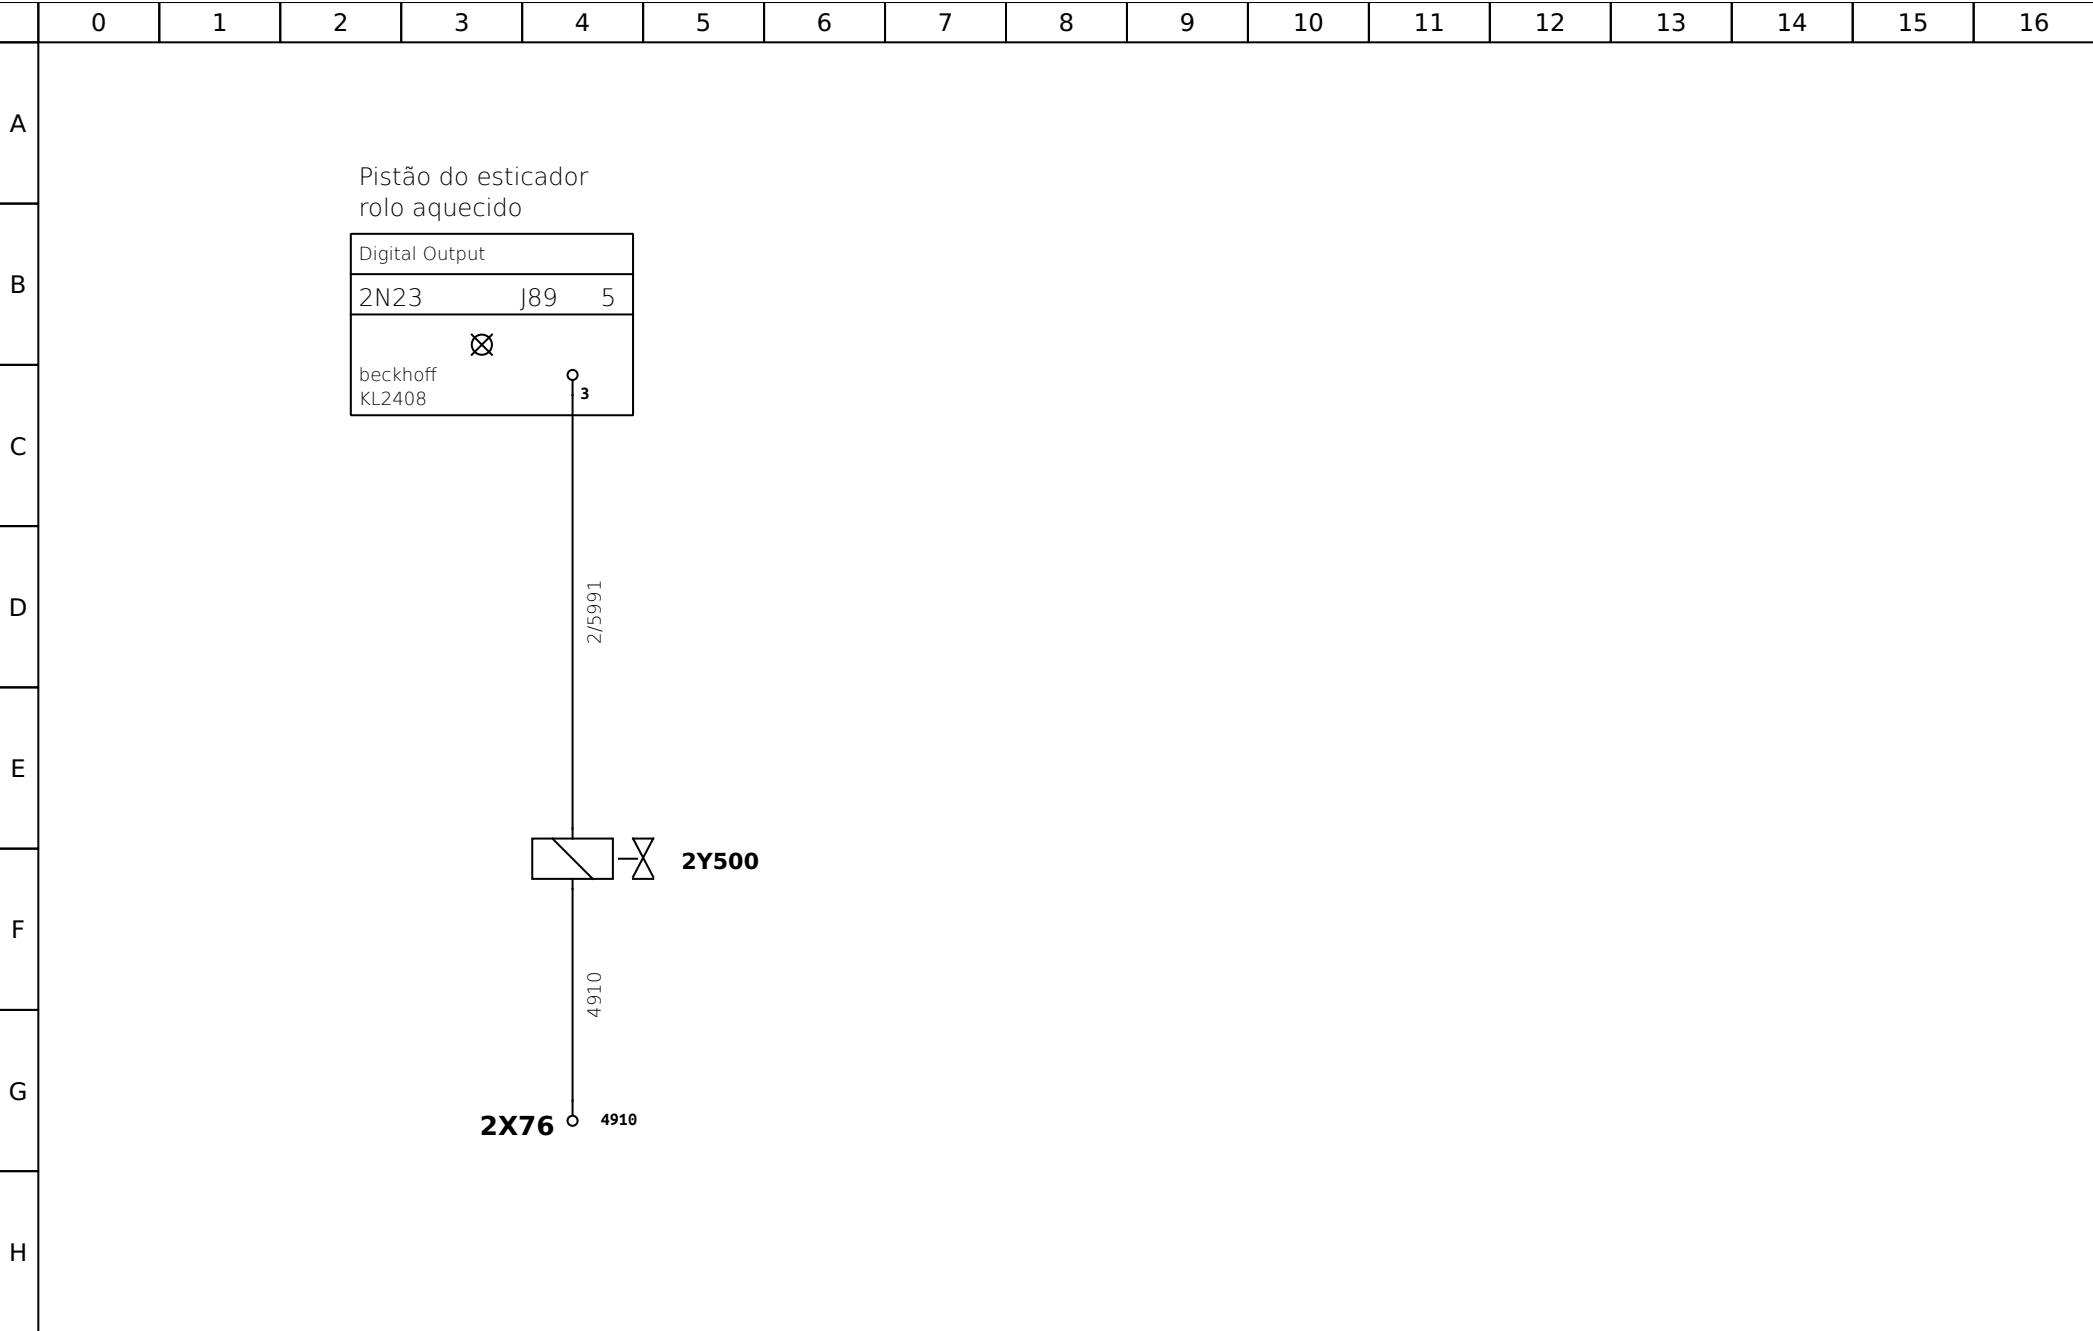 0 1 2 3 4 5 6 7 8 9 10 11 12 13 14 15 16
A
Pistão do esticador
rolo aquecido
B
Digital Output
2N23 J89 5
beckhoff
KL2408
3
C
D
2/5991
E
2Y500
F
4910
G
2X76 4910
H